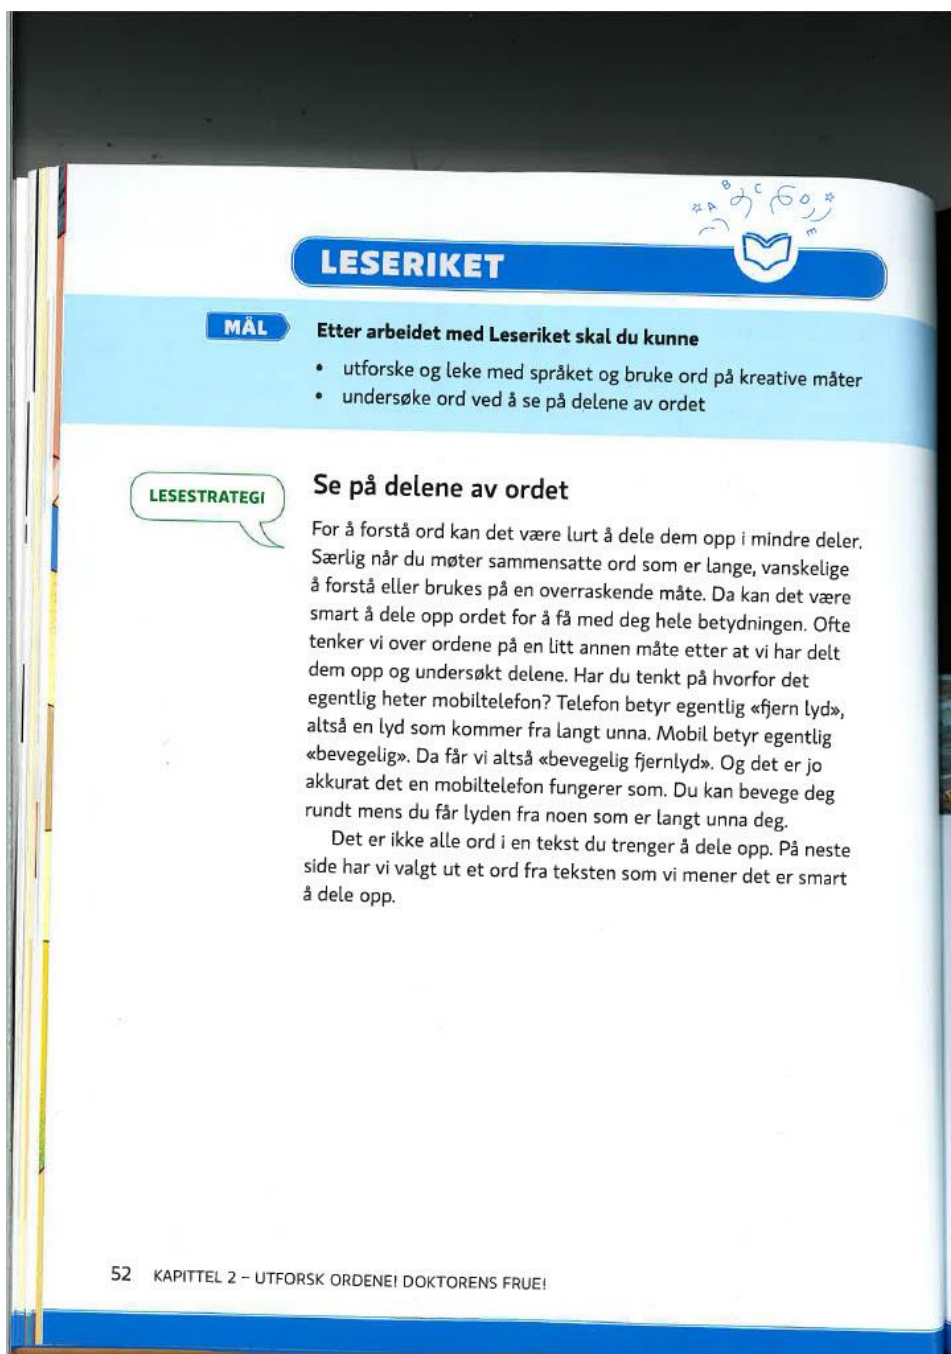 A B C E
LESERIKET
MÅL
Etter arbeidet med Leseriket skal du kunne
• utforske og leke med språket og bruke ord på kreative måter
• undersøke ord ved å se på delene av ordet
LESESTRATEGI
Se på delene av ordet
For å forstå ord kan det være lurt å dele dem opp i mindre deler.
Særlig når du møter sammensatte ord som er lange, vanskelige
å forstå eller brukes på en overraskende måte. Da kan det være
smart å dele opp ordet for å få med deg hele betydningen. Ofte
tenker vi over ordene på en litt annen måte etter at vi har delt
dem opp og undersøkt delene. Har du tenkt på hvorfor det
egentlig heter mobiltelefon? Telefon betyr egentlig «fjern lyd»,
altså en lyd som kommer fra langt unna. Mobil betyr egentlig
«bevegelig». Da får vi altså «bevegelig fjernlyd». Og det er jo
akkurat det en mobiltelefon fungerer som. Du kan bevege deg
rundt mens du får lyden fra noen som er langt unna deg.
Det er ikke alle ord i en tekst du trenger å dele opp. På neste
side har vi valgt ut et ord fra teksten som vi mener det er smart
å dele opp.
52 KAPITTEL 2 – UTFORSK ORDENE! DOKTORENS FRUE!